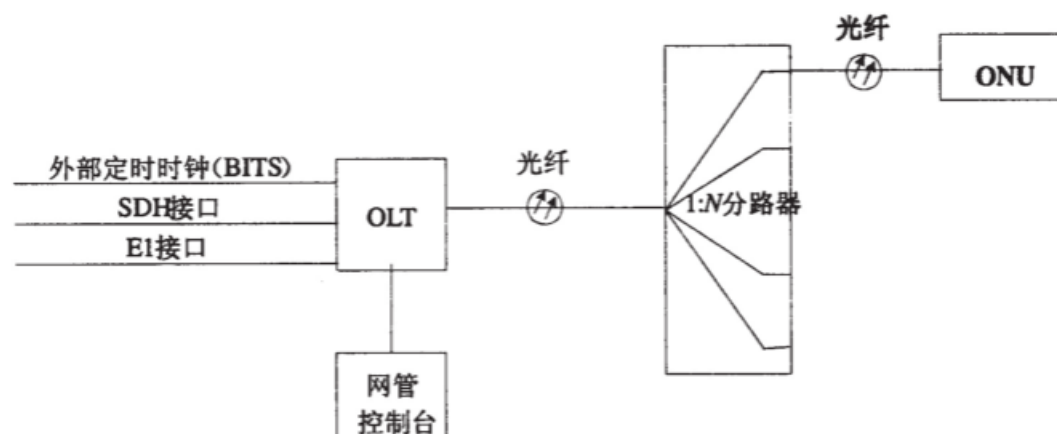 光纤
ONU
外部定时时钟(BITS)
SDH接口
E1接口
OLT
光纤
1:N分路器
网管
控制台